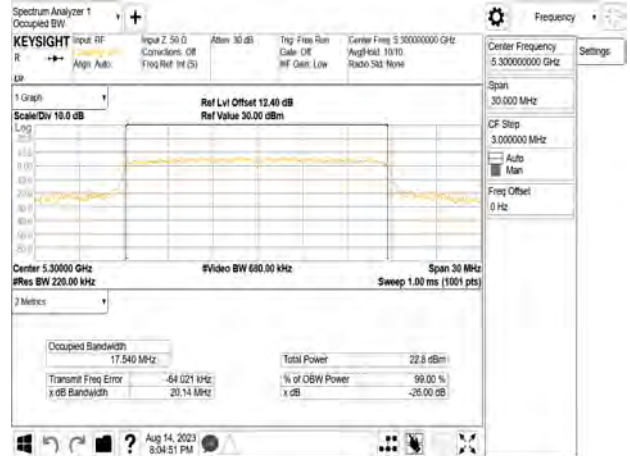 Spectrum Analyzer 1
Occupied BW
Frequency
KEYSIGHT
R
Input: RF
Align: Auto
Input Z: 50 Ω
Corrections: Off
Freq Ref: Int (S)
Atten: 30 dB
Trig: Free Run
Gate: Off
#IF Gain: Low
Center Freq: 5.300000000 GHz
Avg|Hold: 10/10
Radio Std: None
Center Frequency
5.300000000 GHz
Settings
Span
30.000 MHz
CF Step
3.000000 MHz
Auto
Man
Freq Offset
0 Hz
1 Graph
Scale/Div 10.0 dB
Ref Lvl Offset 12.40 dB
Ref Value 30.00 dBm
Log
Center 5.30000 GHz
#Res BW 220.00 kHz
#Video BW 680.00 kHz
Span 30 MHz
Sweep 1.00 ms (1001 pts)
2 Metrics
Occupied Bandwidth
17.540 MHz
Total Power 22.8 dBm
Transmit Freq Error -64.021 kHz
% of OBW Power 99.00 %
x dB Bandwidth 20.14 MHz
x dB -26.00 dB
?
Aug 14, 2023
8:04:51 PM